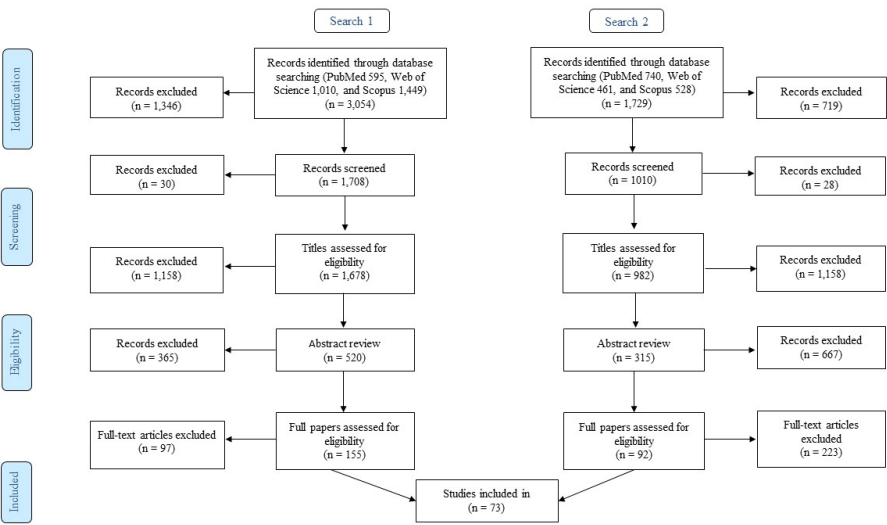 Search 1
Search 2
Identification
Records identified through database
searching (PubMed 595, Web of
Science 1,010, and Scopus 1,449)
(n = 3,054)
Records excluded
(n = 1,346)
Records identified through database
searching (PubMed 740, Web of
Science 461, and Scopus 528)
(n = 1,729)
Records excluded
(n = 719)
Screening
Records excluded
(n = 30)
Records screened
(n = 1,708)
Records screened
(n = 1010)
Records excluded
(n = 28)
Records excluded
(n = 1,158)
Titles assessed for
eligibility
(n = 1,678)
Titles assessed for
eligibility
(n = 982)
Records excluded
(n = 1,158)
Eligibility
Records excluded
(n = 365)
Abstract review
(n = 520)
Abstract review
(n = 315)
Records excluded
(n = 667)
Full-text articles excluded
(n = 97)
Full papers assessed for
eligibility
(n = 155)
Full papers assessed for
eligibility
(n = 92)
Full-text articles
excluded
(n = 223)
Included
Studies included in
(n = 73)